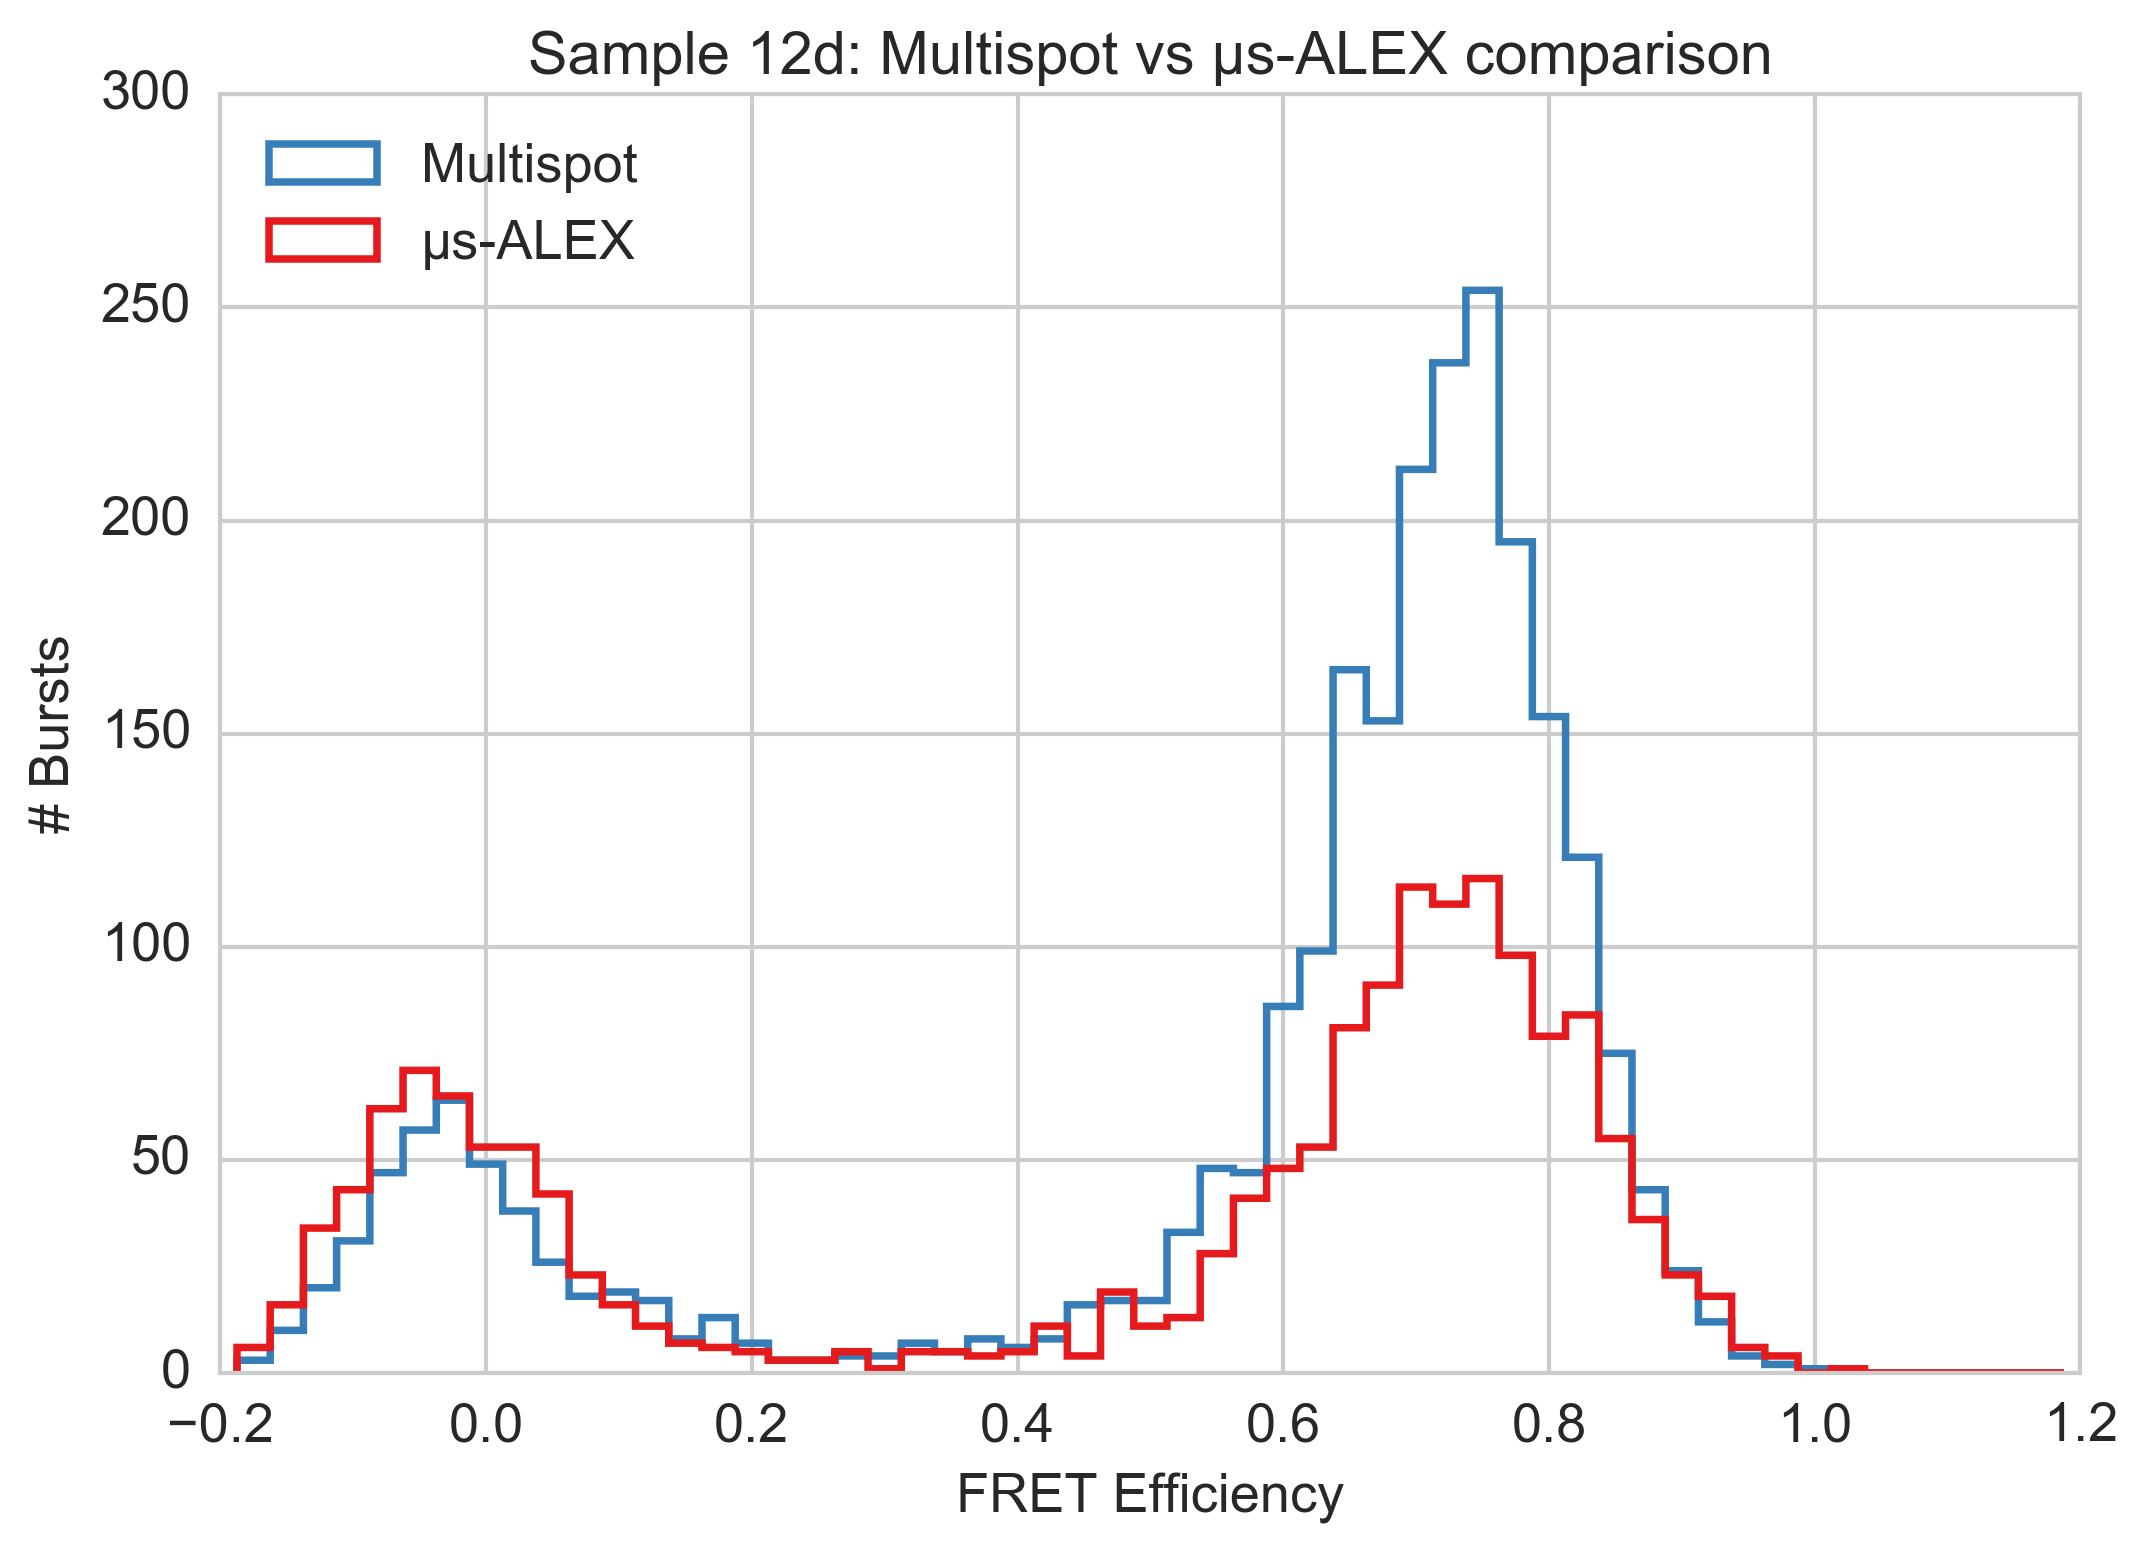 Sample 12d: Multispot vs µs-ALEX comparison
300
250
200
150
100
50
0
# Bursts
Multispot
µs-ALEX
−0.2 0.0 0.2 0.4 0.6 0.8 1.0 1.2
FRET Efficiency